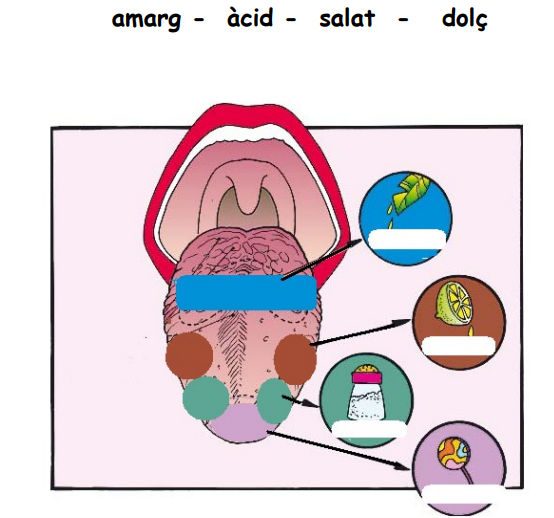 amarg - àcid - salat - dolç